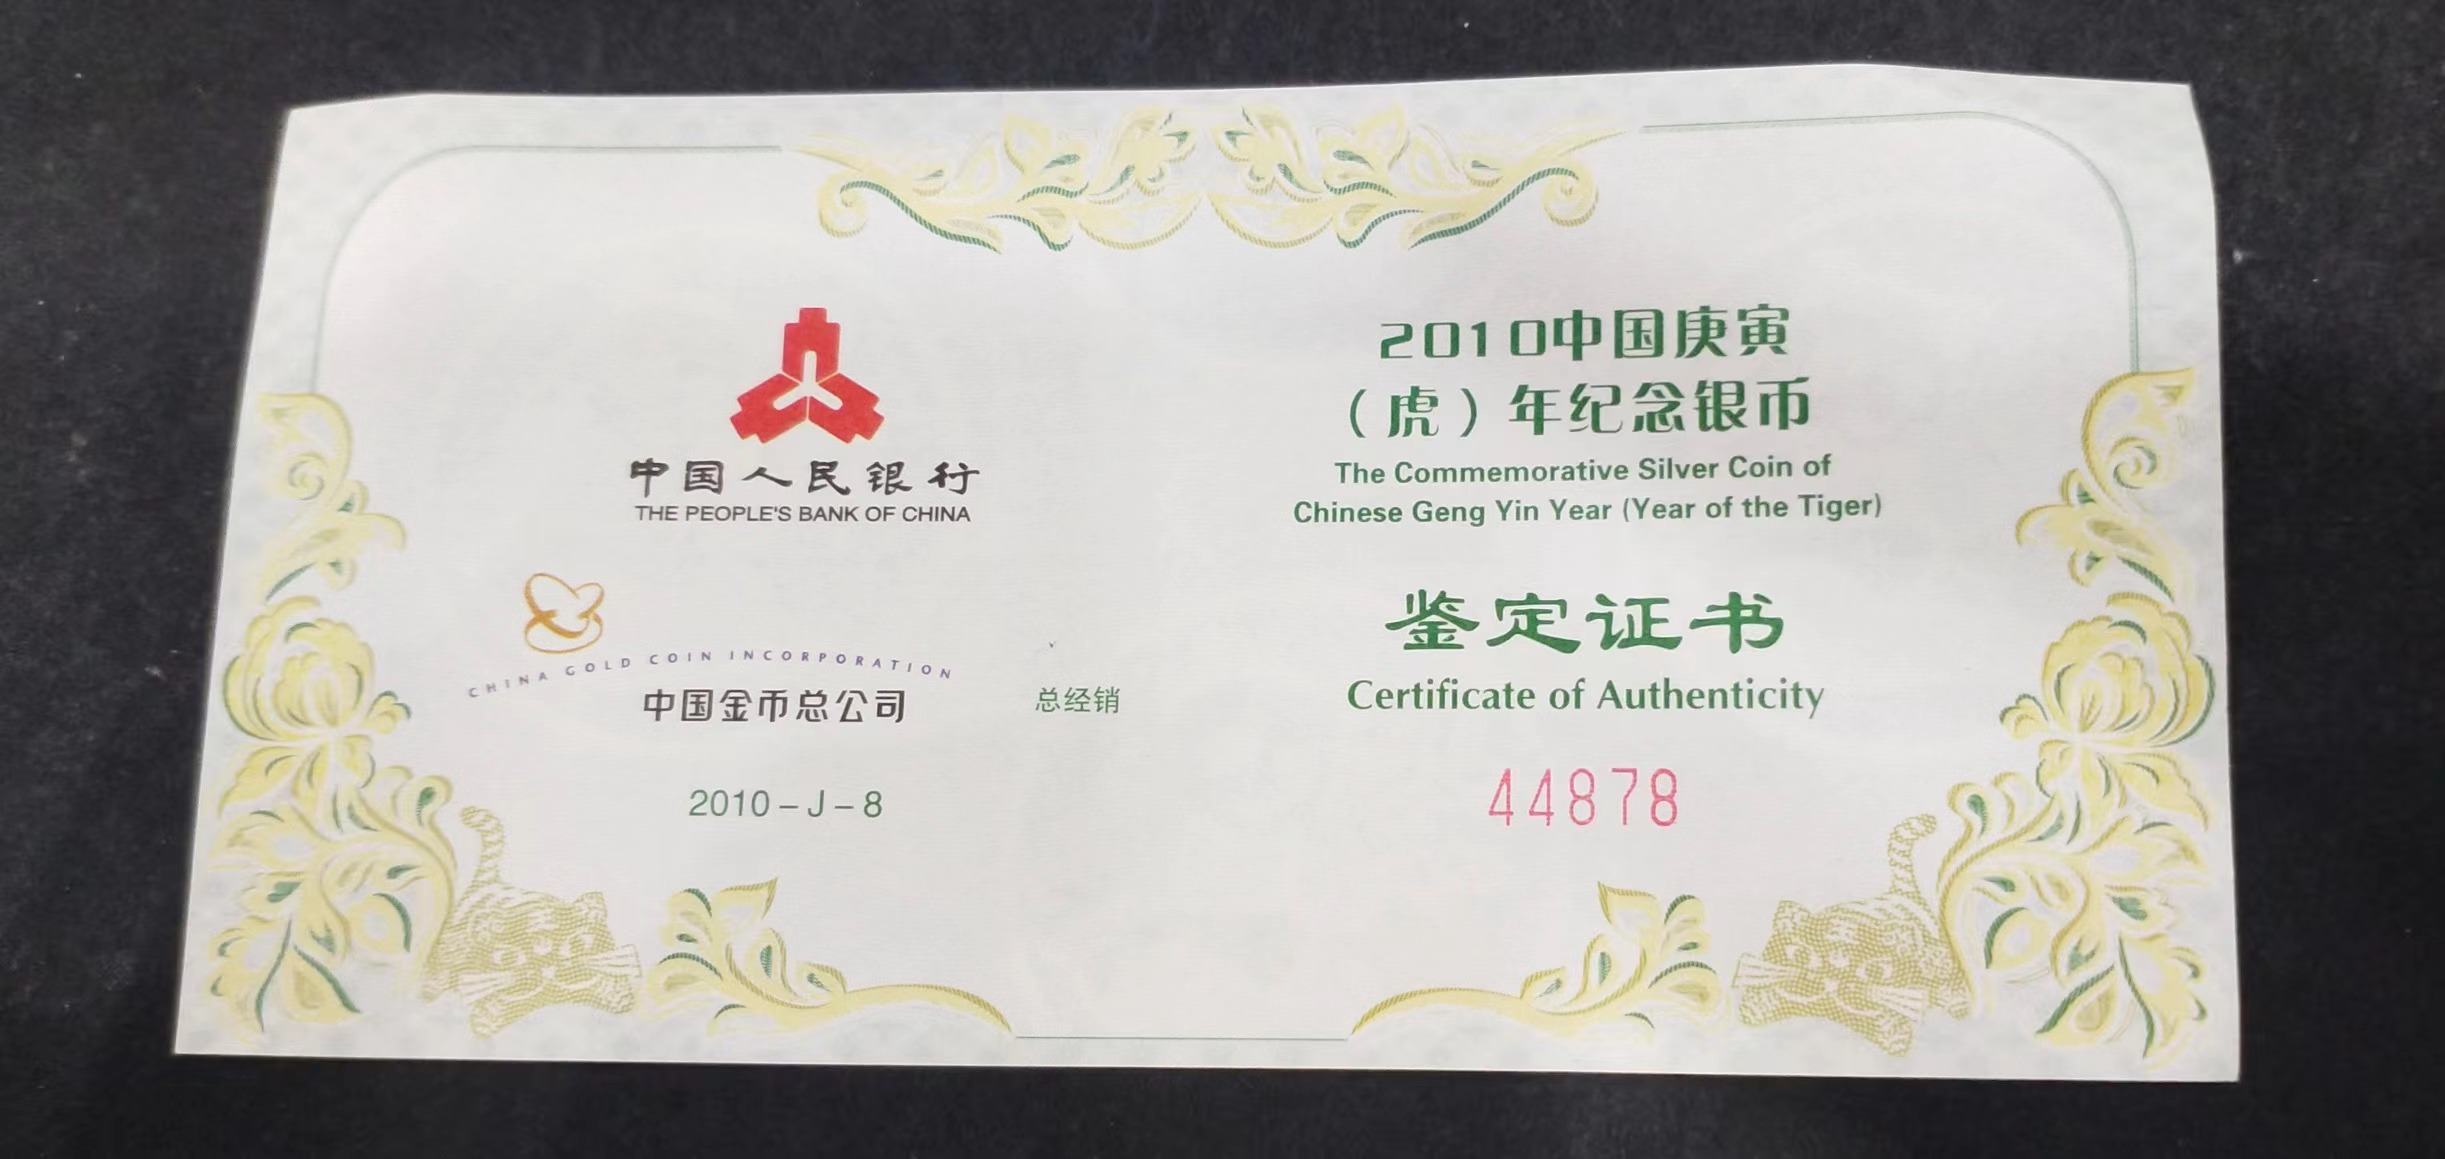 中国人民银行
THE PEOPLE'S BANK OF CHINA
CHINA GOLD COIN INCORPORATION
中国金币总公司 总经销
2010-J-8
2010中国庚寅
（虎）年纪念银币
The Commemorative Silver Coin of
Chinese Geng Yin Year (Year of the Tiger)
鉴定证书
Certificate of Authenticity
44878